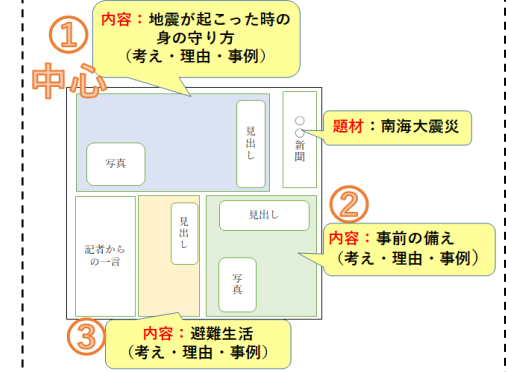 ①
内容：地震が起こった時の
身の守り方
（考え・理由・事例）
中心
見出し
写真
○○新聞
題材：南海大震災
②
内容：事前の備え
（考え・理由・事例）
見出し
写真
見出し
記者から
の一言
③
内容：避難生活
（考え・理由・事例）